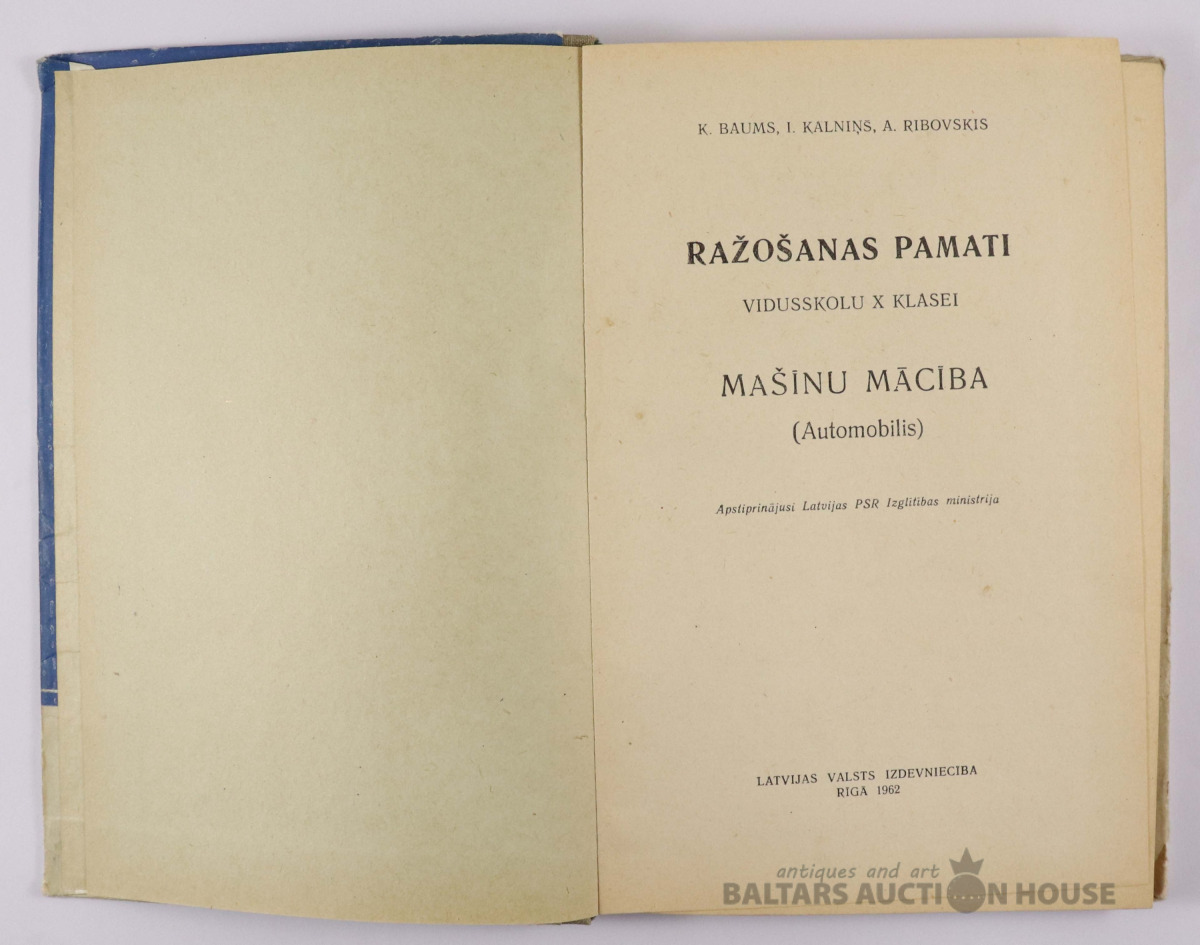 K. BAUMS, I. KALNIŅŠ, A. RIBOVSKIS
RAŽOŠANAS PAMATI
VIDUSSKOLU X KLASEI
MAŠĪNU MĀCĪBA
(Automobilis)
Apstiprinājusi Latvijas PSR Izglītības ministrija
LATVIJAS VALSTS IZDEVNIECĪBA
RĪGĀ 1962
antiques and art
BALTARS AUCTION HOUSE